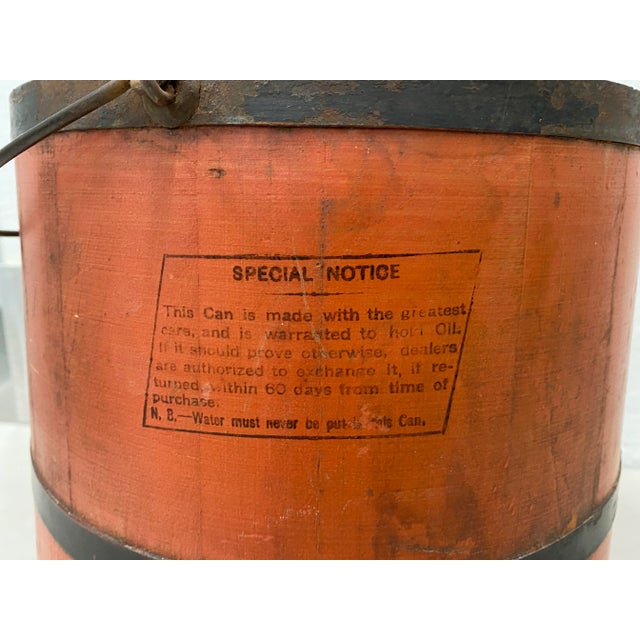 SPECIAL NOTICE
This Can is made with the greatest
care, and is warranted to hold Oil.
If it should prove otherwise, dealers
are authorized to exchange it, if re-
turned within 60 days from time of
purchase.
N. B.—Water must never be put in this Can.